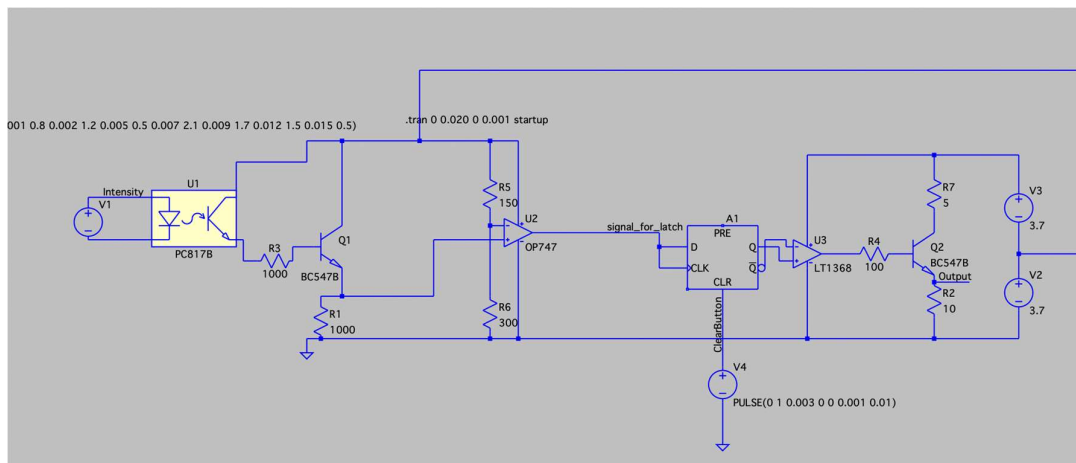 001 0.8 0.002 1.2 0.005 0.5 0.007 2.1 0.009 1.7 0.012 1.5 0.015 0.5)
.tran 0 0.020 0 0.001 startup
U1
Intensity
V1
PC817B
R3
1000
Q1
BC547B
R1
1000
R5
150
U2
OP747
R6
300
signal_for_latch
A1
PRE
D
Q
CLK
Q
CLR
ClearButton
V4
PULSE(0 1 0.003 0 0 0.001 0.01)
U3
LT1368
R4
100
R7
5
Q2
BC547B
Output
R2
10
V3
3.7
V2
3.7